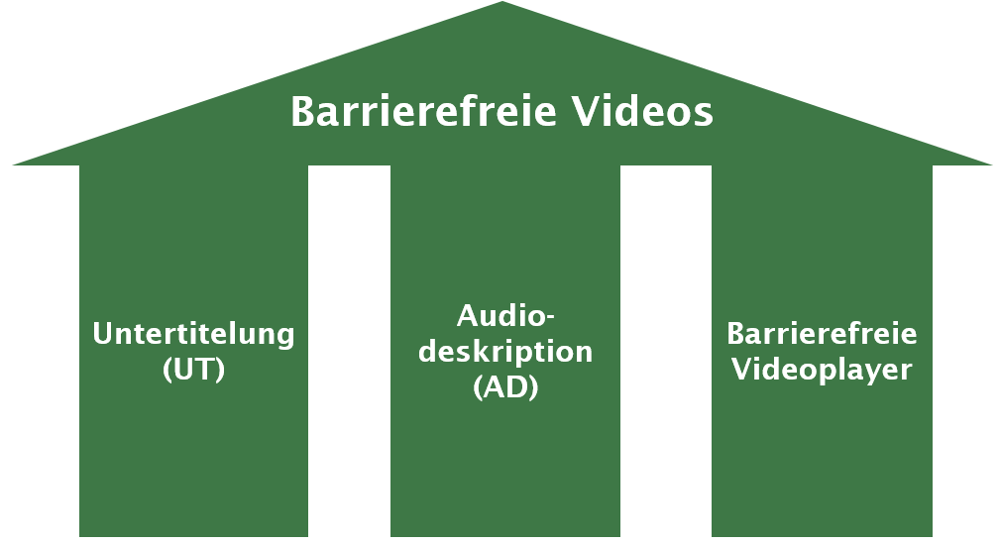 Barrierefreie Videos
Untertitelung
(UT)
Audio-
deskription
(AD)
Barrierefreie
Videoplayer